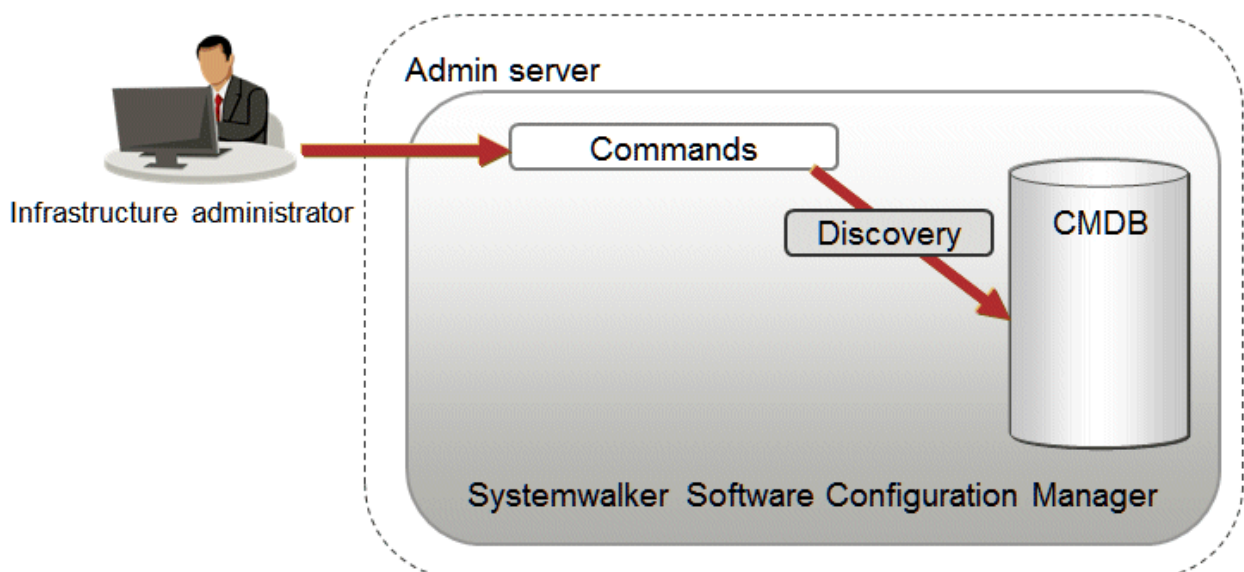 Admin server
Commands
Infrastructure administrator
Discovery
CMDB
Systemwalker Software Configuration Manager